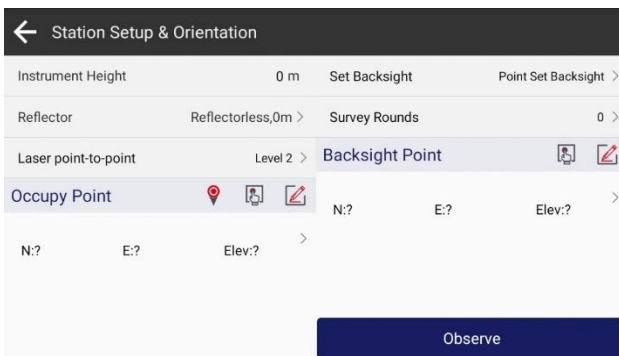 Station Setup & Orientation
Instrument Height 0 m
Reflector Reflectorless,0m >
Laser point-to-point Level 2 >
Occupy Point
N:? E:? Elev:? >
Set Backsight Point Set Backsight >
Survey Rounds 0 >
Backsight Point
N:? E:? Elev:? >
Observe